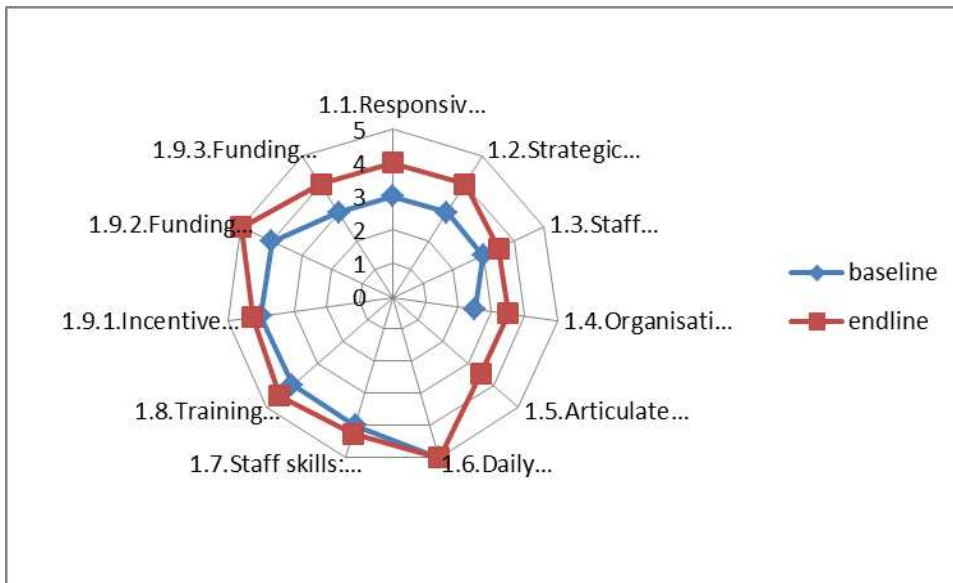 1.1.Responsiv...
1.2.Strategic...
1.3.Staff...
1.4.Organisati...
1.5.Articulate...
1.6.Daily...
1.7.Staff skills:...
1.8.Training...
1.9.1.Incentive...
1.9.2.Funding...
1.9.3.Funding...
5
4
3
2
1
0
baseline
endline